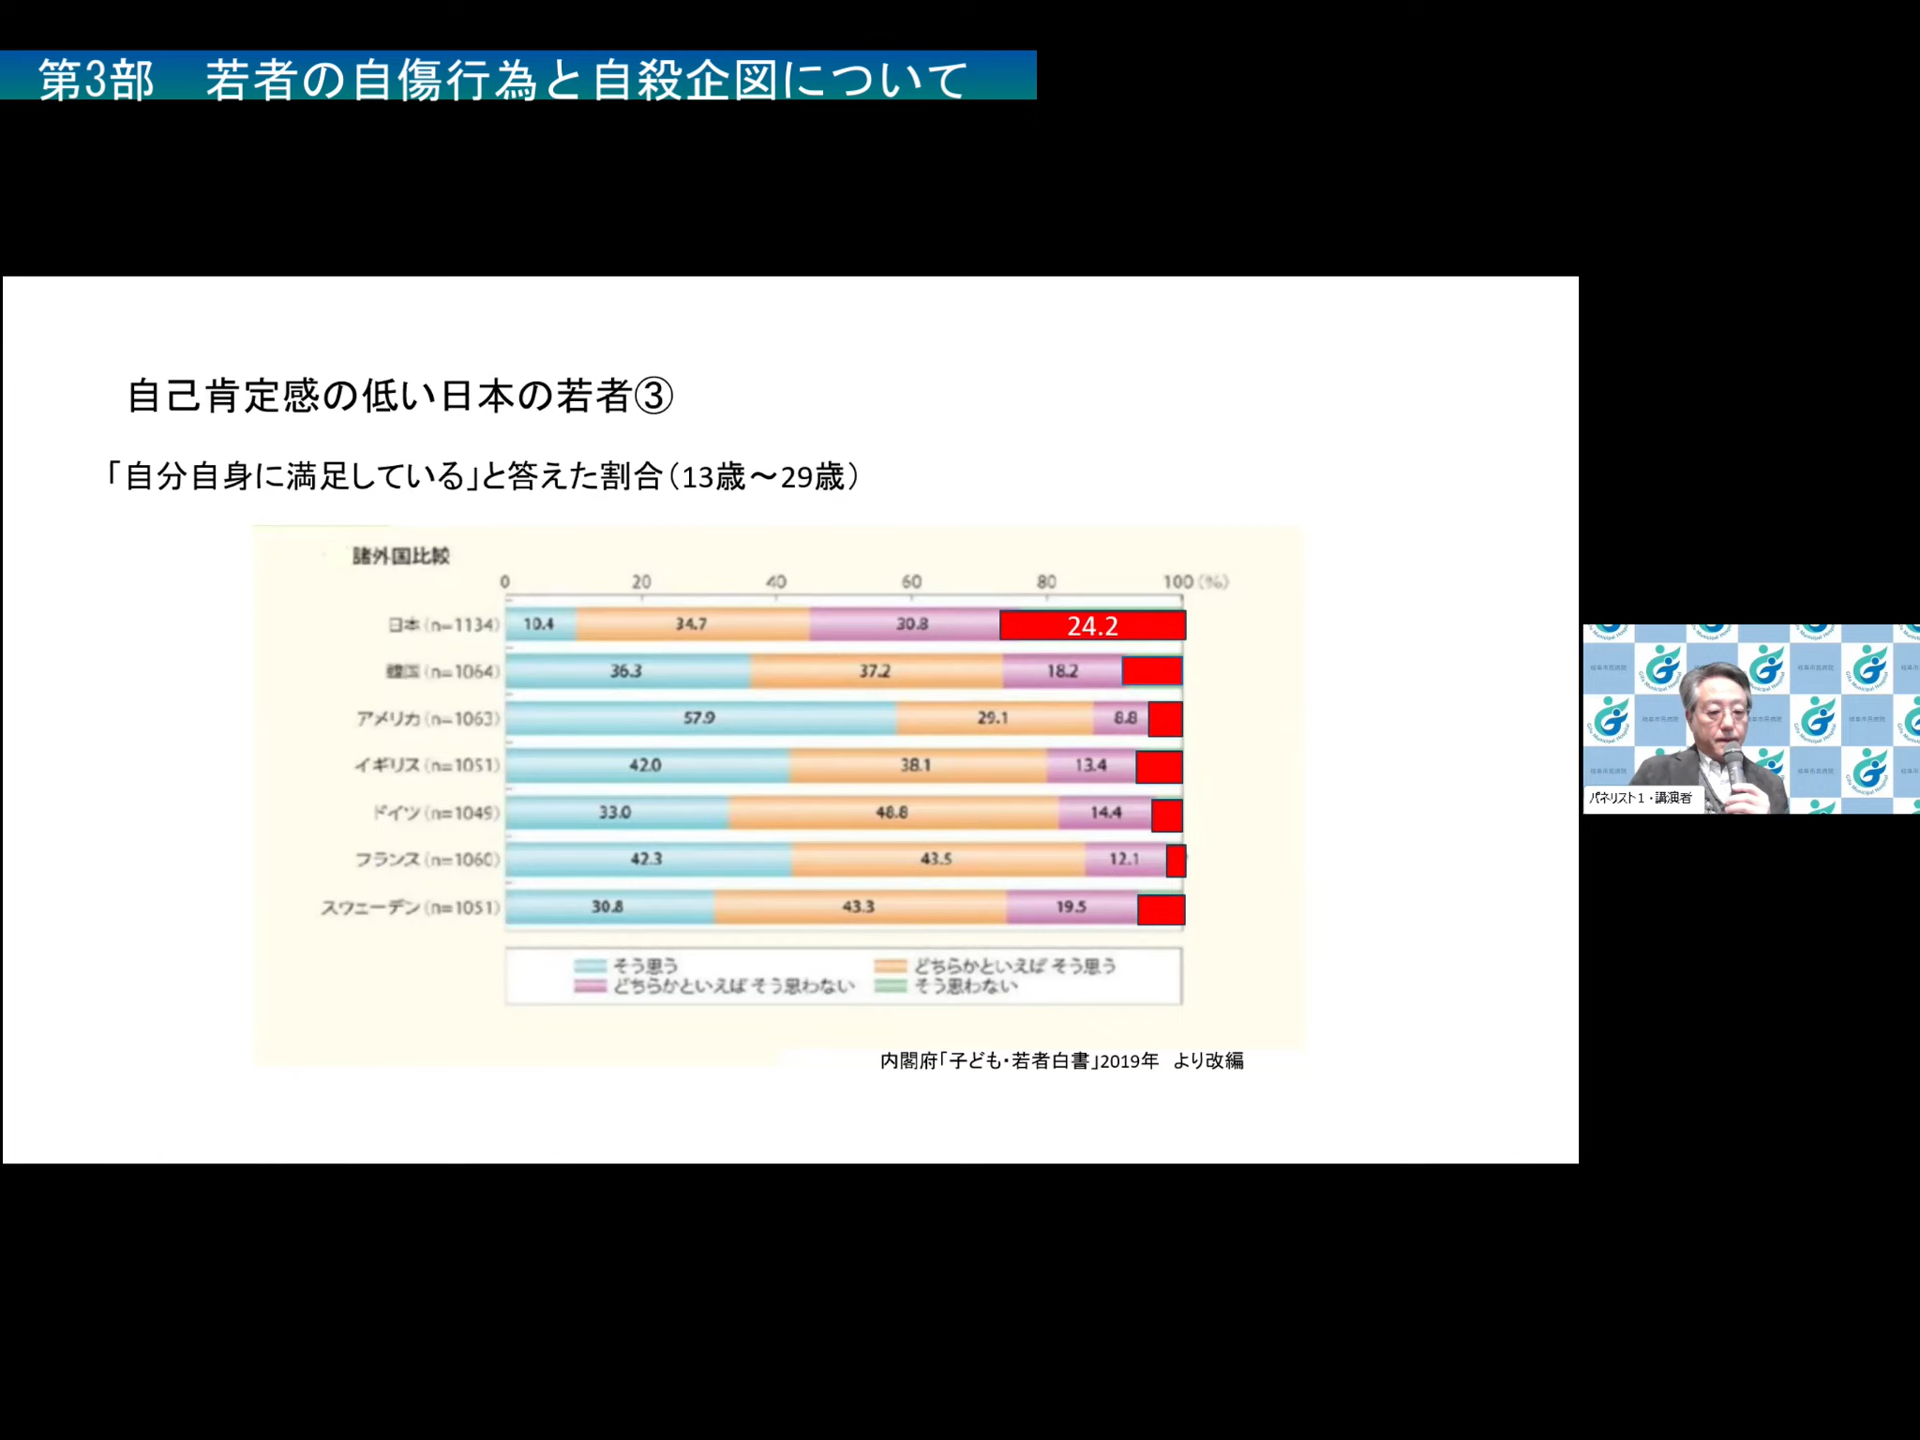 第3部　若者の自傷行為と自殺企図について
自己肯定感の低い日本の若者③
「自分自身に満足している」と答えた割合（13歳～29歳）
諸外国比較
0 20 40 60 80 100 (%)
日本 (n=1134) 10.4 34.7 30.8 24.2
韓国 (n=1064) 36.3 37.2 18.2
アメリカ (n=1063) 57.9 29.1 8.8
イギリス (n=1051) 42.0 38.1 13.4
ドイツ (n=1049) 33.0 48.8 14.4
フランス (n=1060) 42.3 43.5 12.1
スウェーデン (n=1051) 30.8 43.3 19.5
そう思う どちらかといえば そう思う
どちらかといえば そう思わない そう思わない
内閣府「子ども・若者白書」2019年　より改編
岐阜市民病院
Gifu Municipal Hospital
パネリスト１・講演者